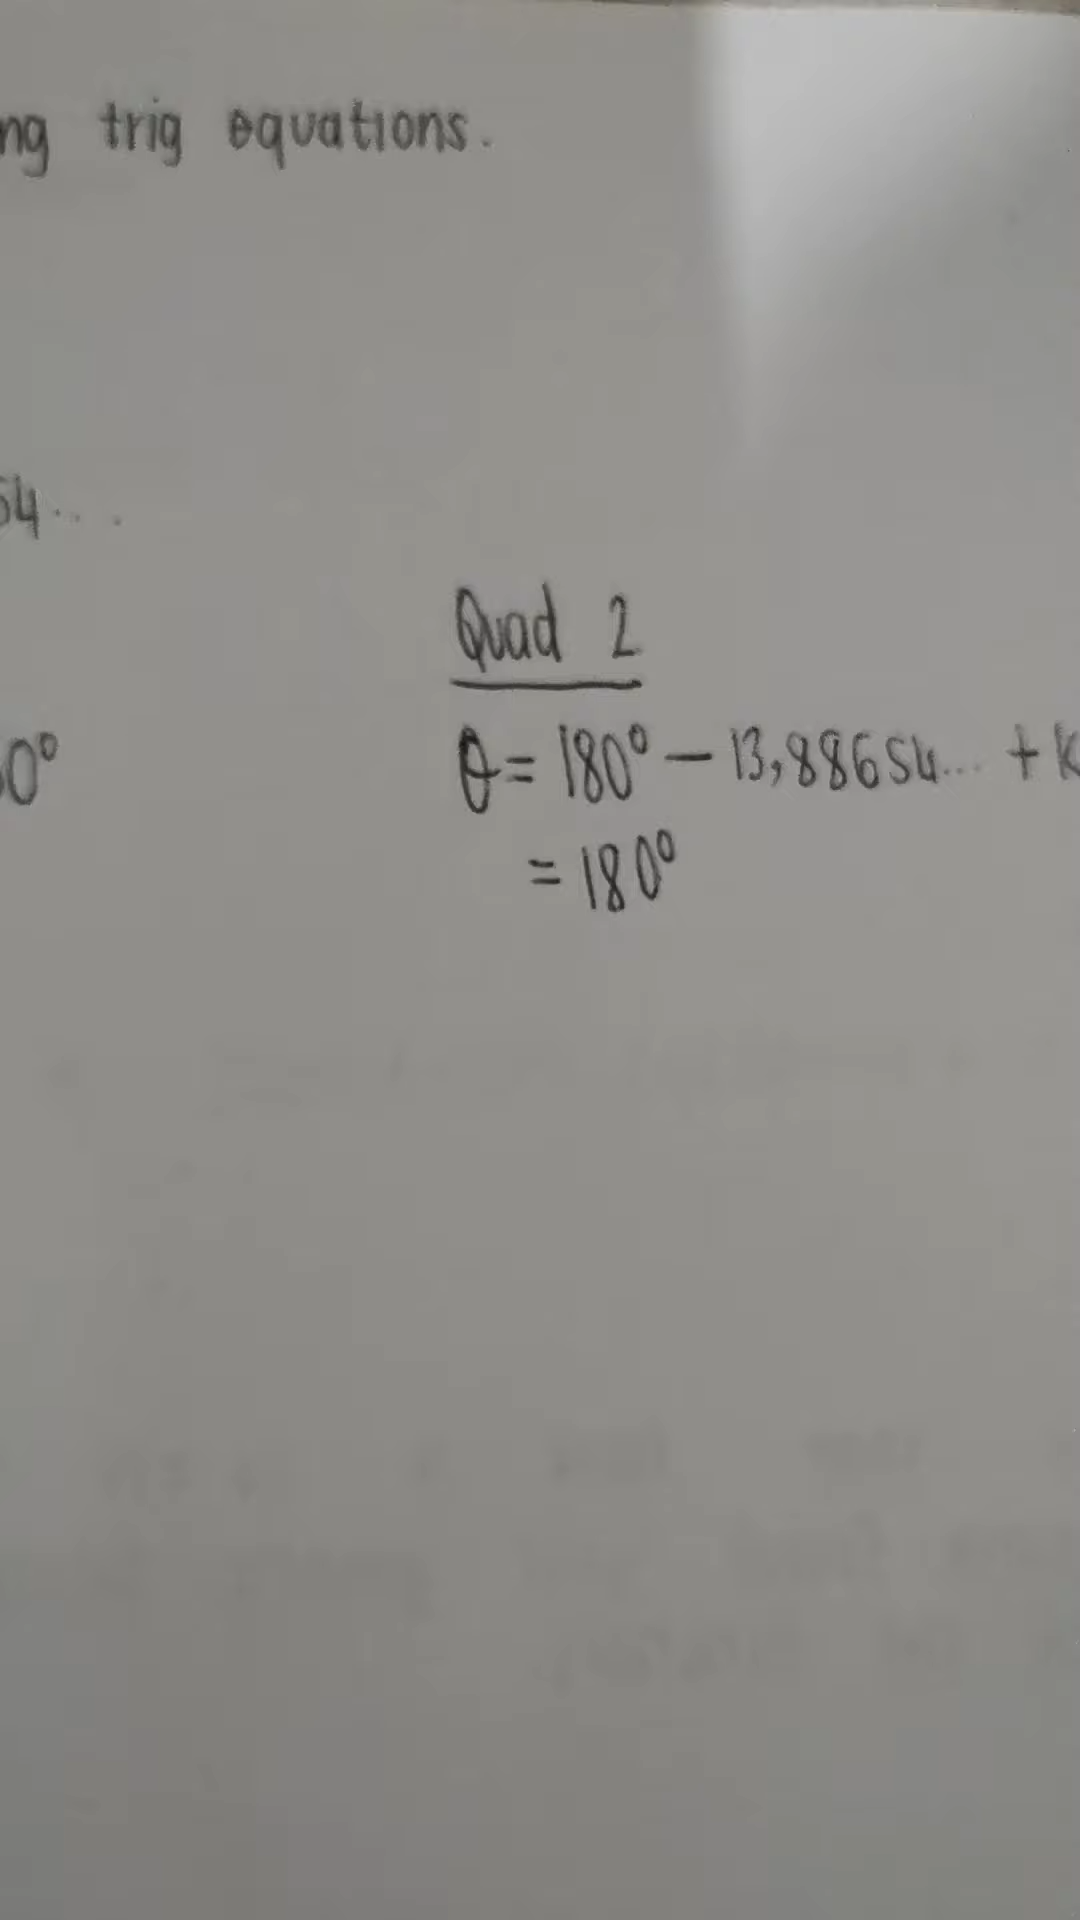 ng trig equations.
54...
Quad 2
0° θ = 180° - 13,88654... + k
= 180°